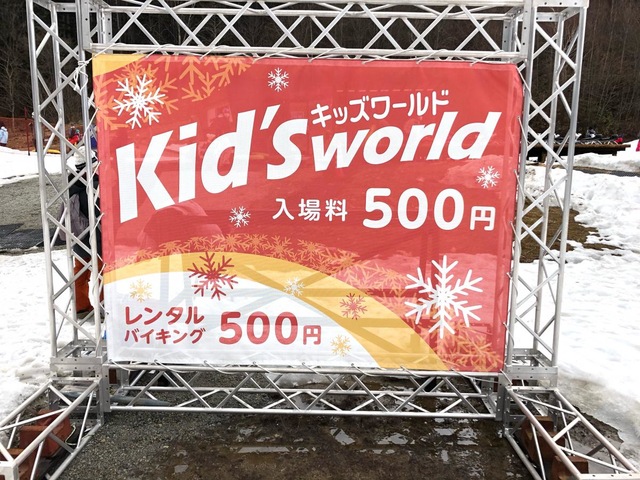 キッズワールド
Kid'sworld
入場料 500円
レンタル
バイキング 500円